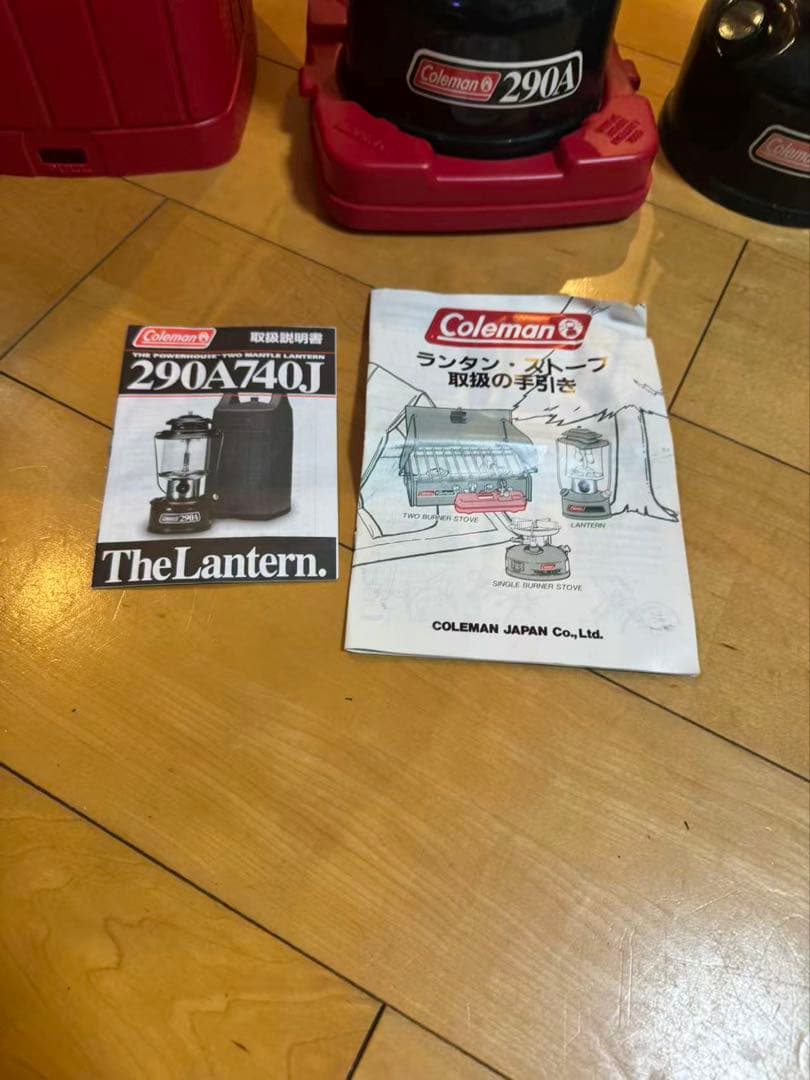 Coleman 290A
Coleman
Coleman 取扱説明書
THE POWERHOUSE TWO MANTLE LANTERN
290A740J
Coleman 290A
The Lantern.
Coleman
ランタン・ストーブ
取扱の手引き
TWO BURNER STOVE
LANTERN
SINGLE BURNER STOVE
COLEMAN JAPAN Co.,Ltd.